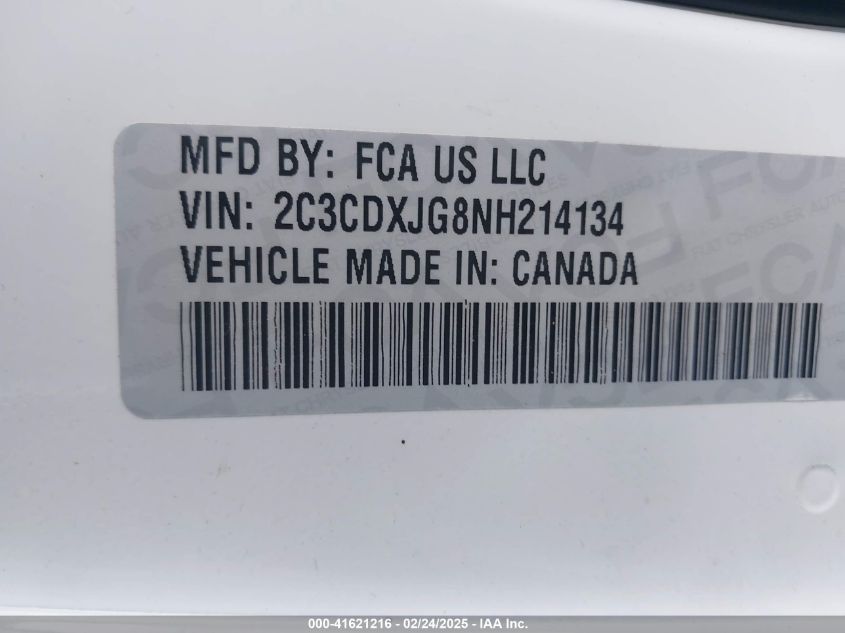 MFD BY: FCA US LLC
VIN: 2C3CDXJG8NH214134
VEHICLE MADE IN: CANADA
000-41621216 - 02/24/2025 - IAA Inc.